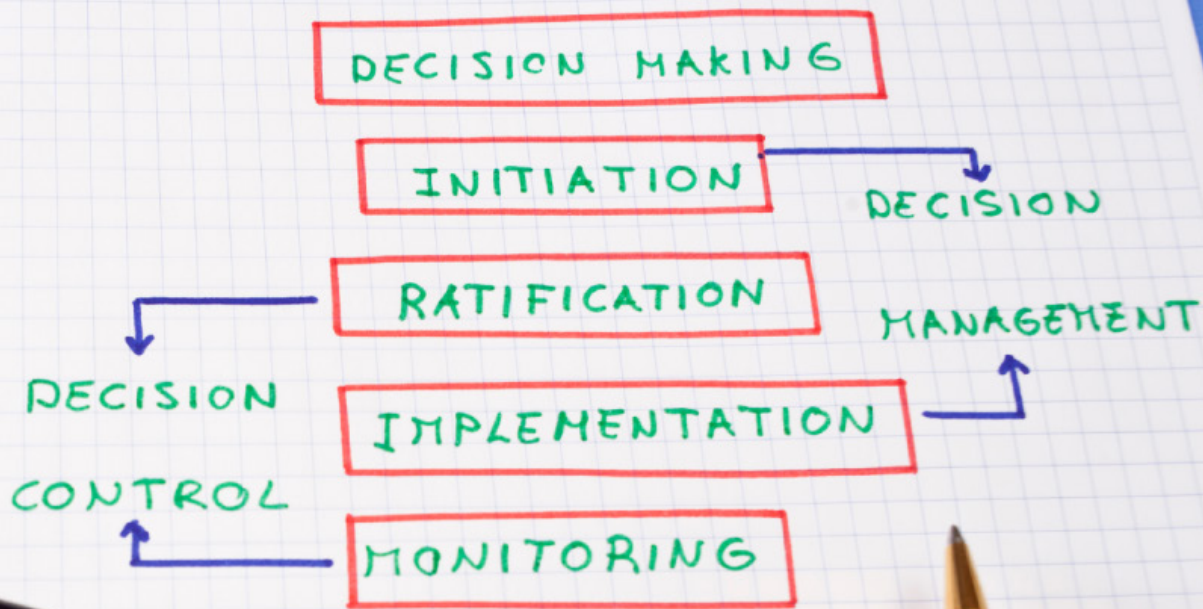 DECISION MAKING
INITIATION
DECISION
RATIFICATION
MANAGEMENT
DECISION
IMPLEMENTATION
CONTROL
MONITORING